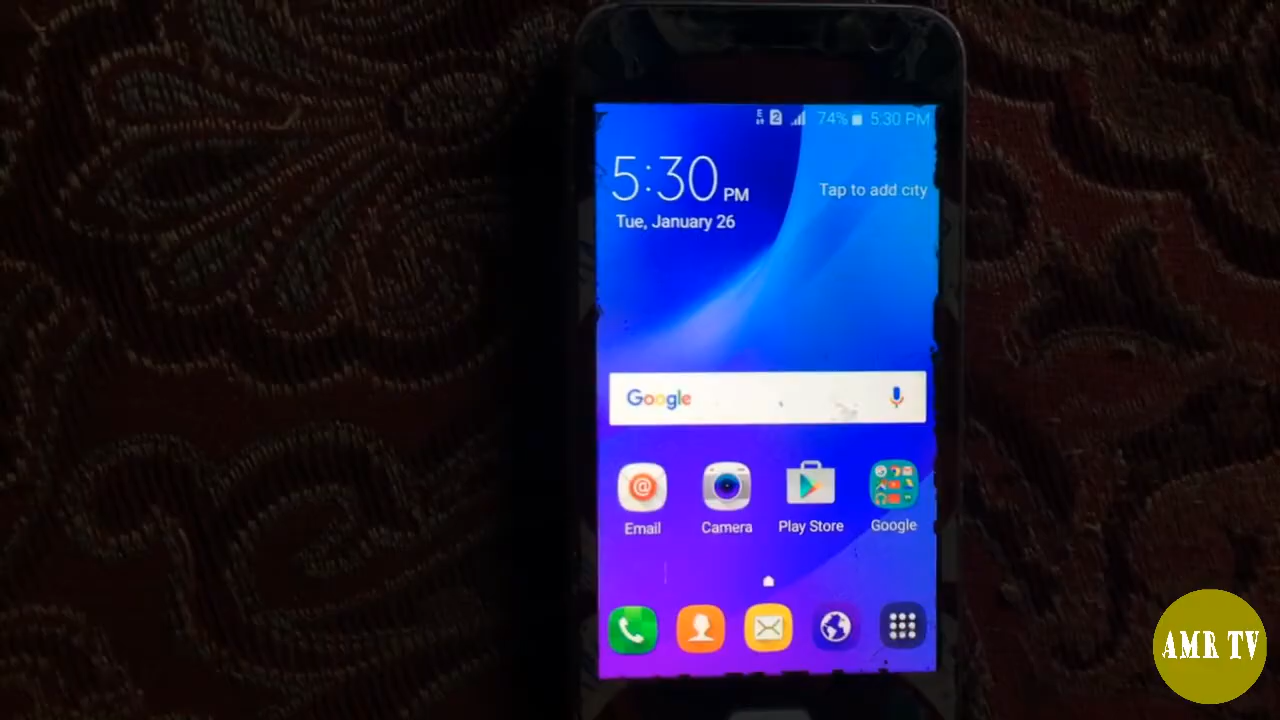 2 74% 5:30 PM
5:30 PM
Tap to add city
Tue, January 26
Google
Email Camera Play Store Google
AMR TV